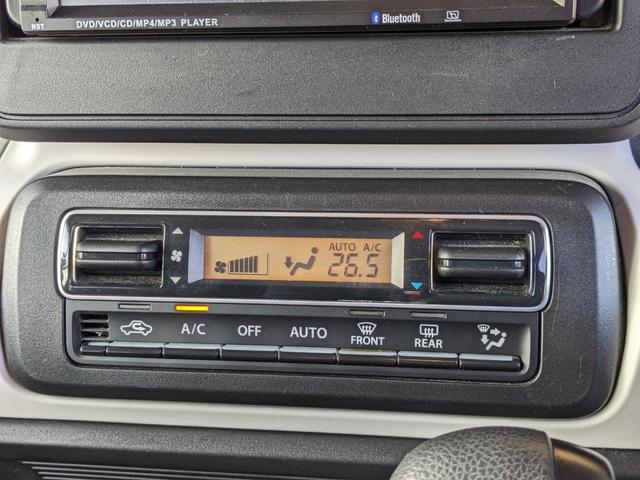 RST DVD/VCD/CD/MP4/MP3 PLAYER Bluetooth
AUTO A/C
26.5
A/C OFF AUTO FRONT REAR